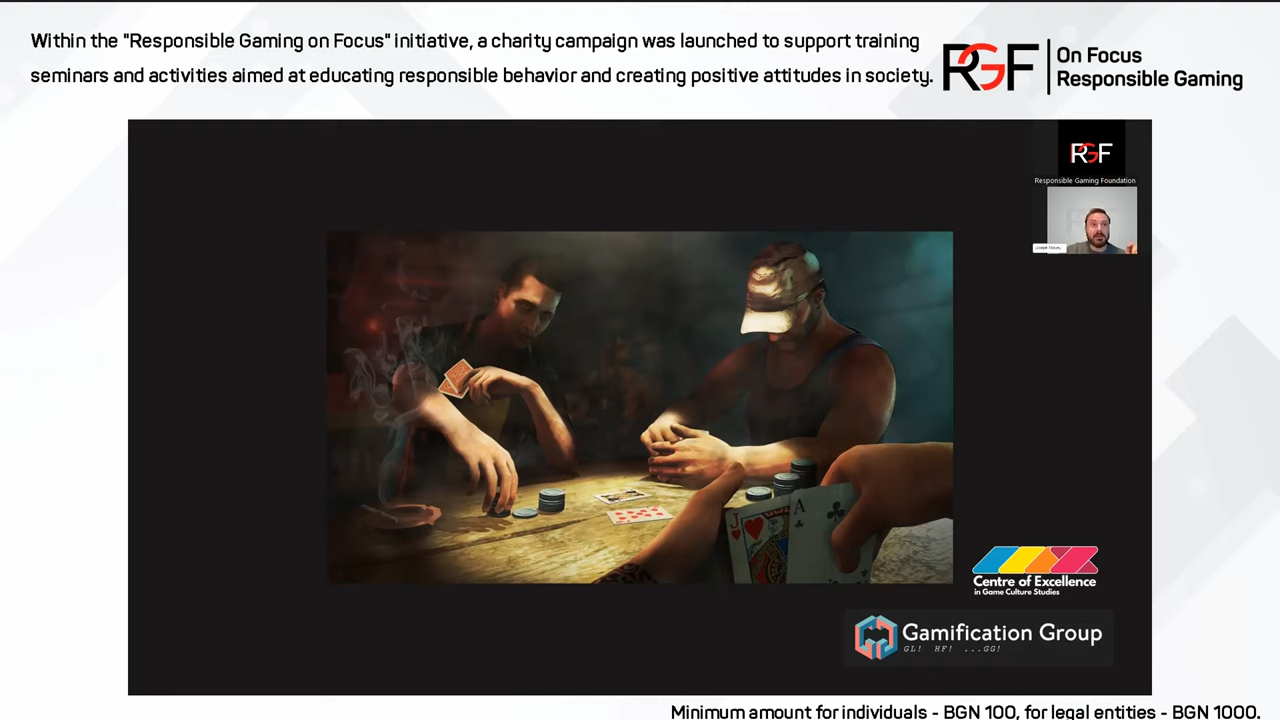 Within the "Responsible Gaming on Focus" initiative, a charity campaign was launched to support training
seminars and activities aimed at educating responsible behavior and creating positive attitudes in society.
RGF
On Focus
Responsible Gaming
RGF
Responsible Gaming Foundation
J
A
Centre of Excellence
in Game Culture Studies
Gamification Group
GL! HF! ...GG!
Minimum amount for individuals - BGN 100, for legal entities - BGN 1000.